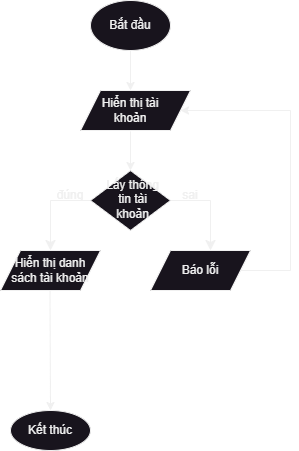 Bắt đầu
Hiển thị tài
khoản
Lấy thông
tin tài
khoản
đúng
sai
Hiển thị danh
sách tài khoản
Báo lỗi
Kết thúc